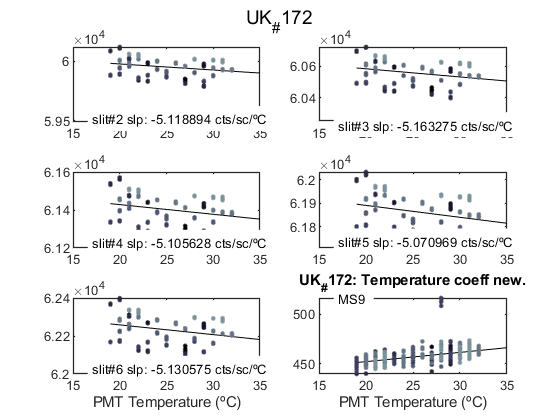 UK#172
×10⁴
6
5.95
slit#2 slp: -5.118894 cts/sc/ºC
15 20 25 30 35
×10⁴
6.06
6.04
slit#3 slp: -5.163275 cts/sc/ºC
15 35
×10⁴
6.16
6.14
6.12
slit#4 slp: -5.105628 cts/sc/ºC
15 20 25 30 35
×10⁴
6.2
6.19
6.18
slit#5 slp: -5.070969 cts/sc/ºC
15 20 25 30 35
×10⁴
6.24
6.22
6.2
slit#6 slp: -5.130575 cts/sc/ºC
15 20 25 30 35
PMT Temperature (ºC)
UK#172: Temperature coeff new.
MS9
500
450
15 20 25 30 35
PMT Temperature (ºC)